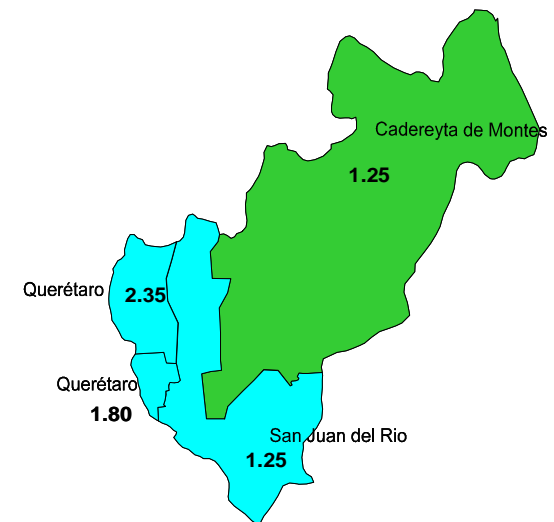 Cadereyta de Montes
1.25
Querétaro
2.35
Querétaro
1.80
San Juan del Rio
1.25